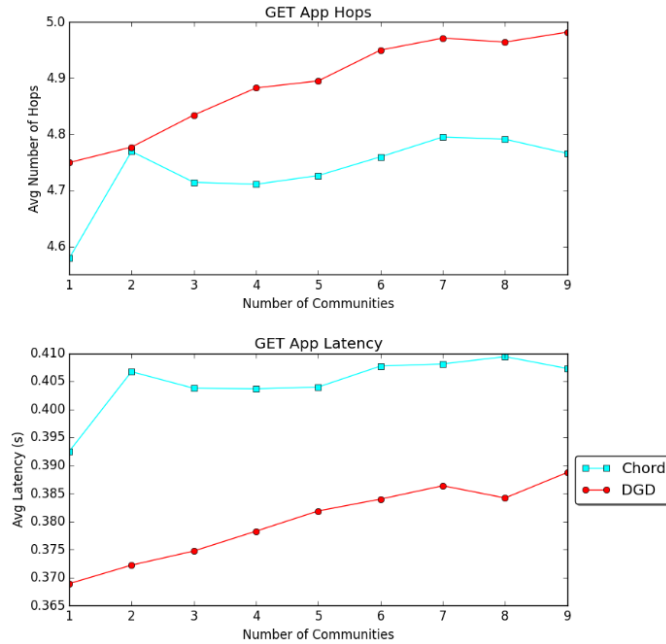 GET App Hops
5.0
4.9
4.8
4.7
4.6
Avg Number of Hops
1 2 3 4 5 6 7 8 9
Number of Communities
GET App Latency
0.410
0.405
0.400
0.395
0.390
0.385
0.380
0.375
0.370
0.365
Avg Latency (s)
1 2 3 4 5 6 7 8 9
Number of Communities
Chord
DGD